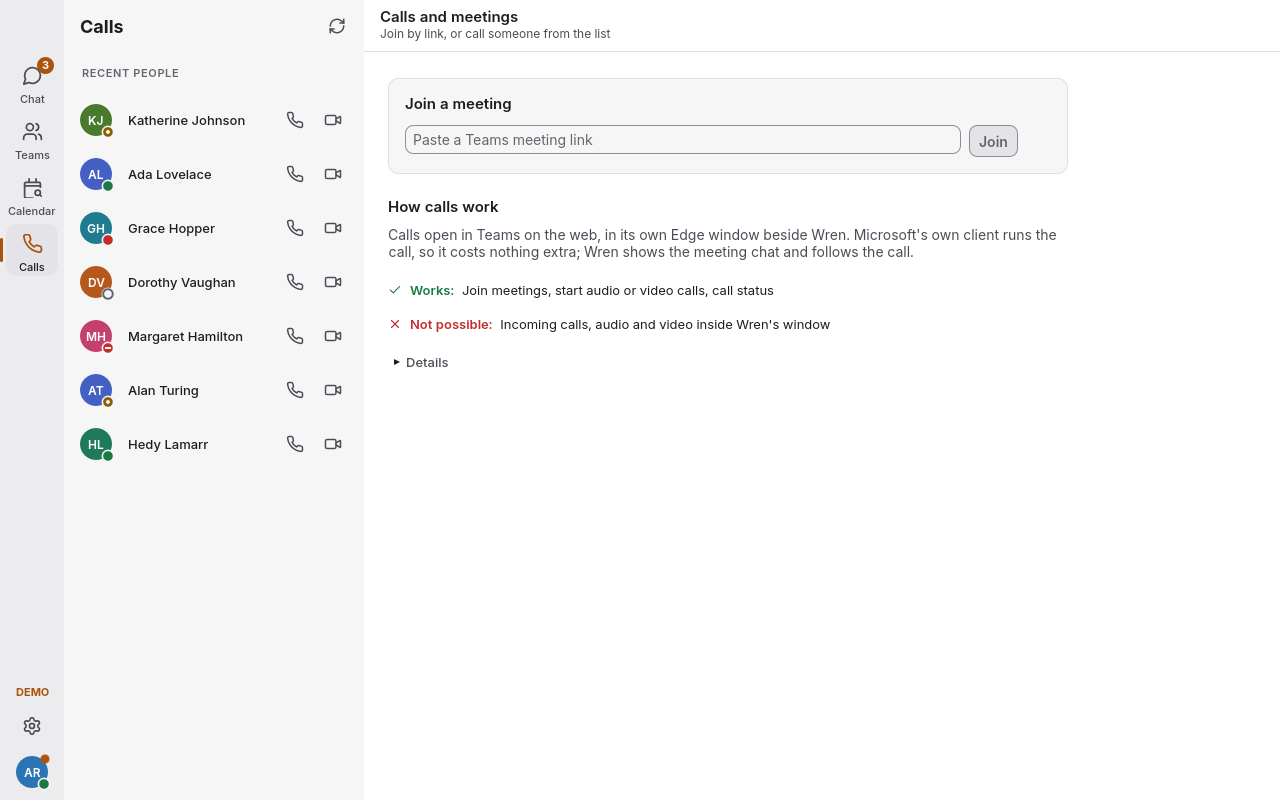 3
Chat
Teams
Calendar
Calls
DEMO
AR
Calls
RECENT PEOPLE
KJ Katherine Johnson
AL Ada Lovelace
GH Grace Hopper
DV Dorothy Vaughan
MH Margaret Hamilton
AT Alan Turing
HL Hedy Lamarr
Calls and meetings
Join by link, or call someone from the list
Join a meeting
Paste a Teams meeting link Join
How calls work
Calls open in Teams on the web, in its own Edge window beside Wren. Microsoft's own client runs the
call, so it costs nothing extra; Wren shows the meeting chat and follows the call.
Works: Join meetings, start audio or video calls, call status
Not possible: Incoming calls, audio and video inside Wren's window
Details